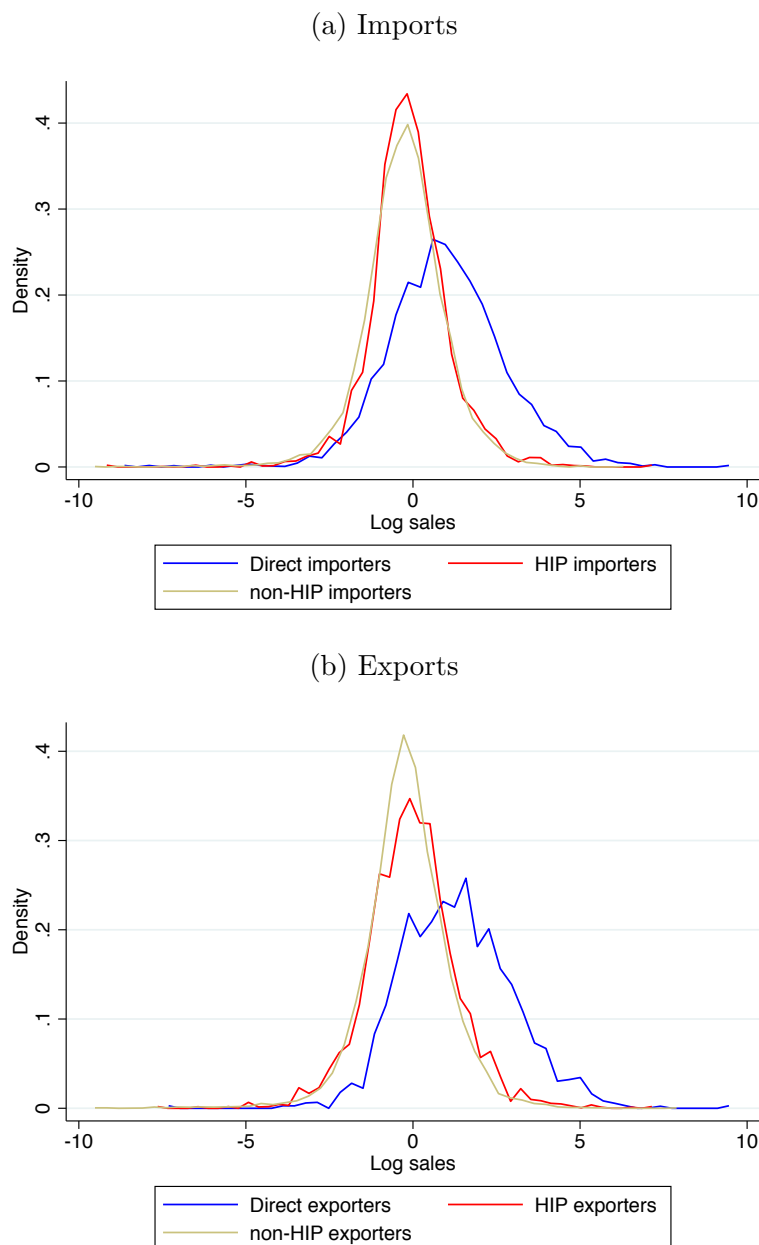 (a) Imports
.4
.3
.2
.1
0
Density
-10 -5 0 5 10
Log sales
Direct importers HIP importers
non-HIP importers
(b) Exports
.4
.3
.2
.1
0
Density
-10 -5 0 5 10
Log sales
Direct exporters HIP exporters
non-HIP exporters